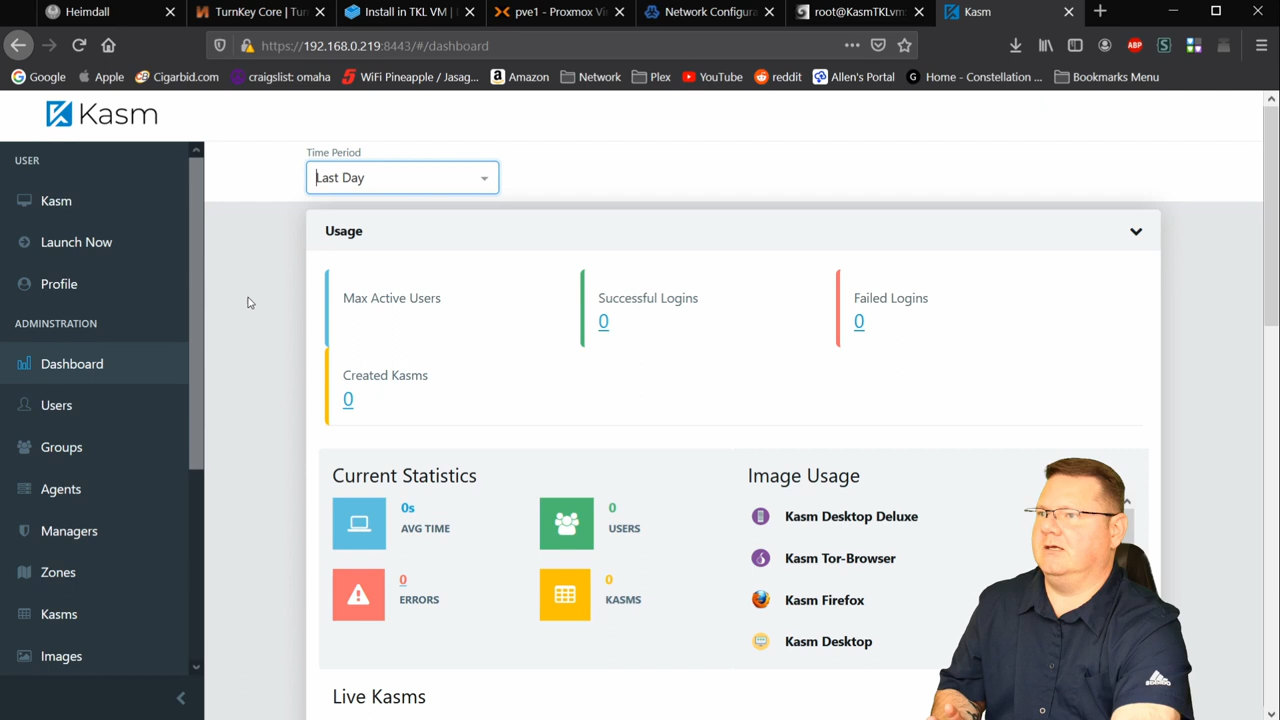 Heimdall
TurnKey Core | Turn
Install in TKL VM |
pve1 - Proxmox Vi
Network Configura
root@KasmTKLvm:
Kasm
https://192.168.0.219:8443/#/dashboard
ABP
Google
Apple
Cigarbid.com
craigslist: omaha
WiFi Pineapple / Jasag...
Amazon
Network
Plex
YouTube
reddit
Allen's Portal
Home - Constellation ...
Bookmarks Menu
Kasm
USER
Kasm
Launch Now
Profile
ADMINSTRATION
Dashboard
Users
Groups
Agents
Managers
Zones
Kasms
Images
Time Period
Last Day
Usage
Max Active Users
Successful Logins
0
Failed Logins
0
Created Kasms
0
Current Statistics
0s
AVG TIME
0
USERS
0
ERRORS
0
KASMS
Image Usage
Kasm Desktop Deluxe
Kasm Tor-Browser
Kasm Firefox
Kasm Desktop
Live Kasms
adidas